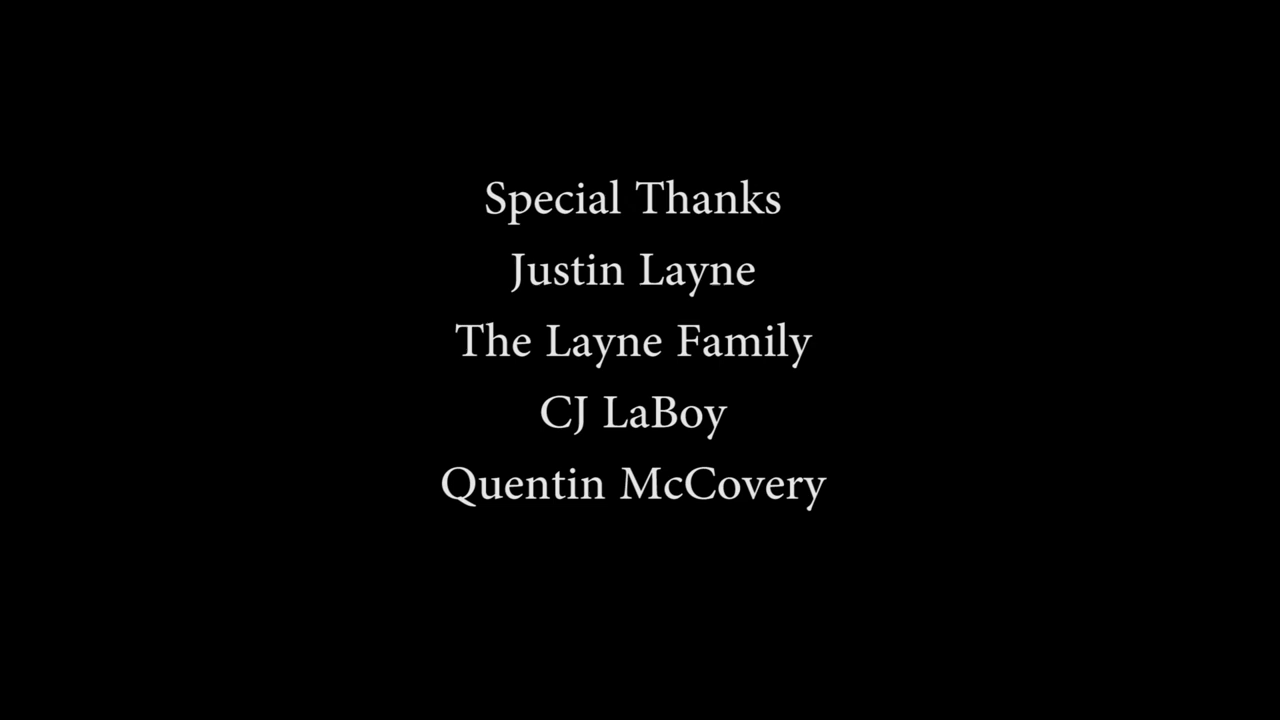 Special Thanks
Justin Layne
The Layne Family
CJ LaBoy
Quentin McCovery